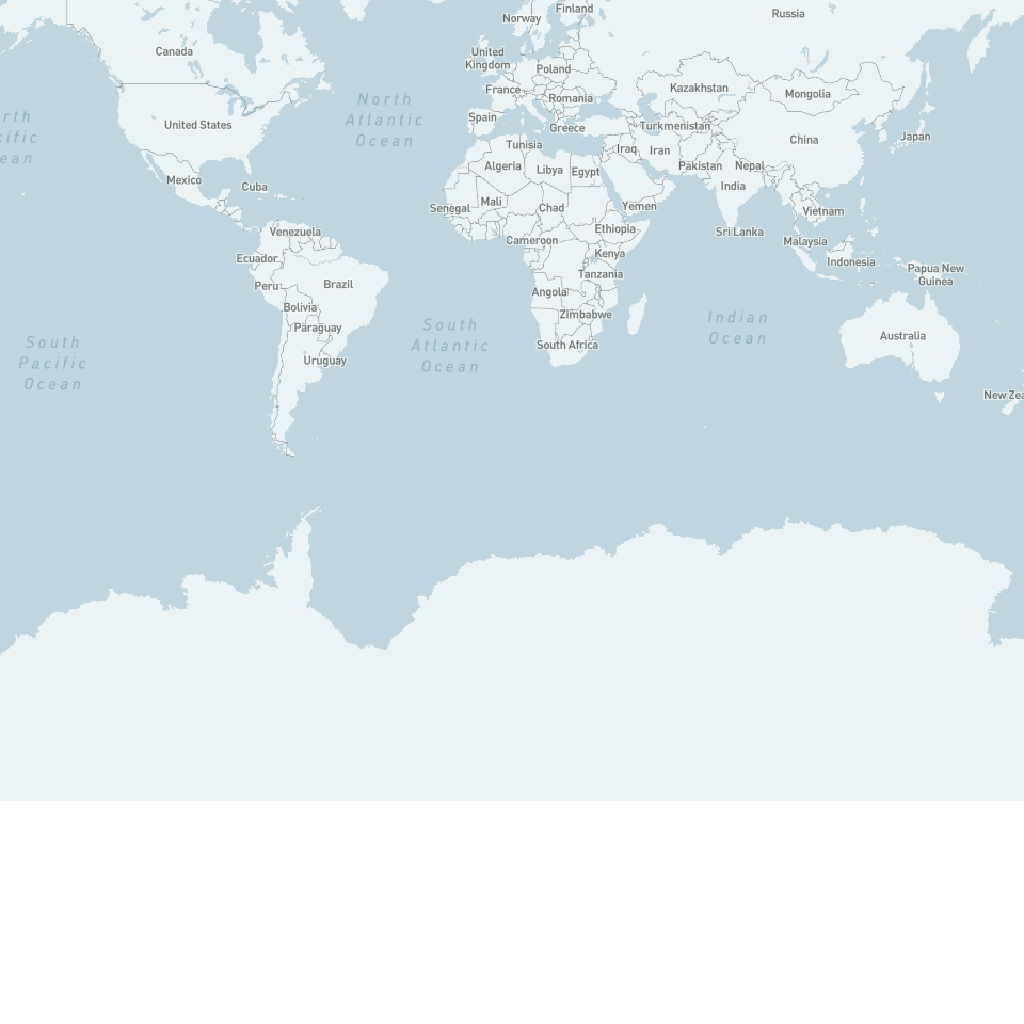 Finland
Norway
Russia
Canada
United
Kingdom
Poland
France
Romania
Kazakhstan
Mongolia
North
Atlantic
Ocean
Spain
United States
Greece
Turkmenistan
China
Japan
Tunisia
Iraq
Iran
Algeria
Libya
Egypt
Pakistan
Nepal
Mexico
Cuba
India
Mali
Senegal
Chad
Yemen
Vietnam
Venezuela
Ethiopia
Sri Lanka
Cameroon
Malaysia
Ecuador
Kenya
Indonesia
Papua New
Guinea
Tanzania
Peru
Brazil
Angola
Bolivia
Zimbabwe
Paraguay
South
Atlantic
Ocean
Indian
Ocean
Australia
South Africa
South
Pacific
Ocean
Uruguay
New Zea
rth
ific
ean